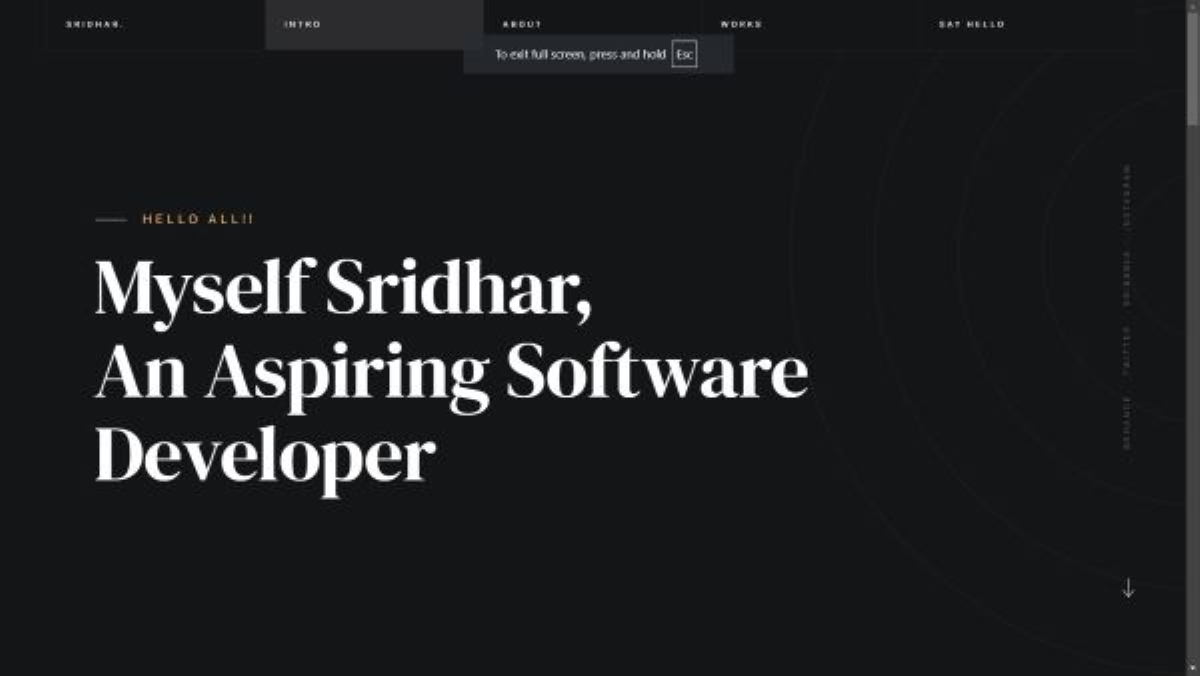 SRIDHAR.
INTRO
ABOUT
WORKS
SAY HELLO
To exit full screen, press and hold Esc
HELLO ALL!!
Myself Sridhar,
An Aspiring Software
Developer
INSTAGRAM
DRIBBBLE
TWITTER
BEHANCE